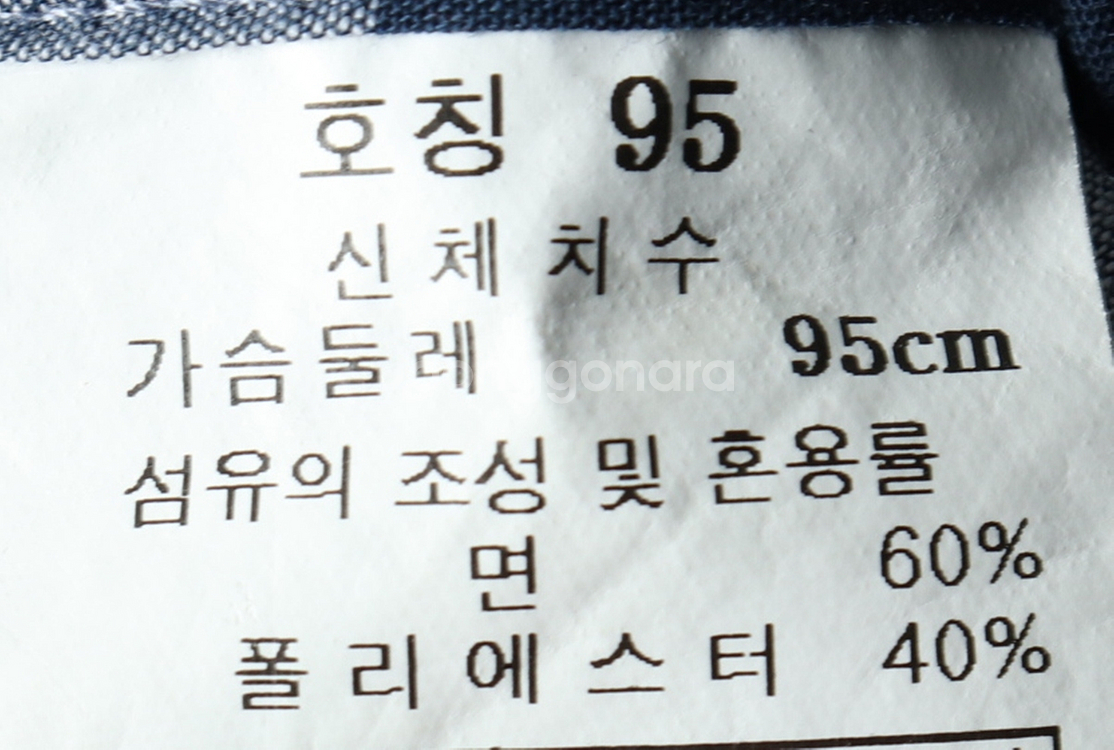 호칭 95
신체 치수
가슴둘레 95cm
섬유의 조성 및 혼용률
면 60%
폴리에스터 40%